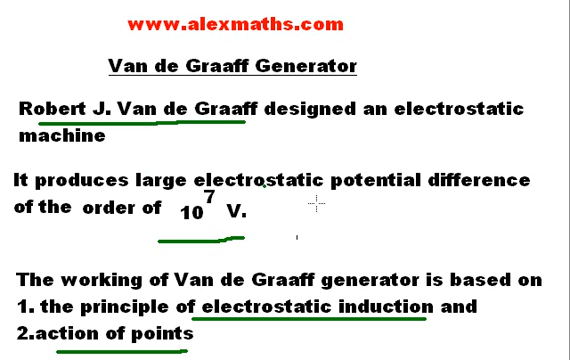 www.alexmaths.com
Van de Graaff Generator
Robert J. Van de Graaff designed an electrostatic
machine
It produces large electrostatic potential difference
of the order of 10⁷ V.
The working of Van de Graaff generator is based on
1. the principle of electrostatic induction and
2.action of points